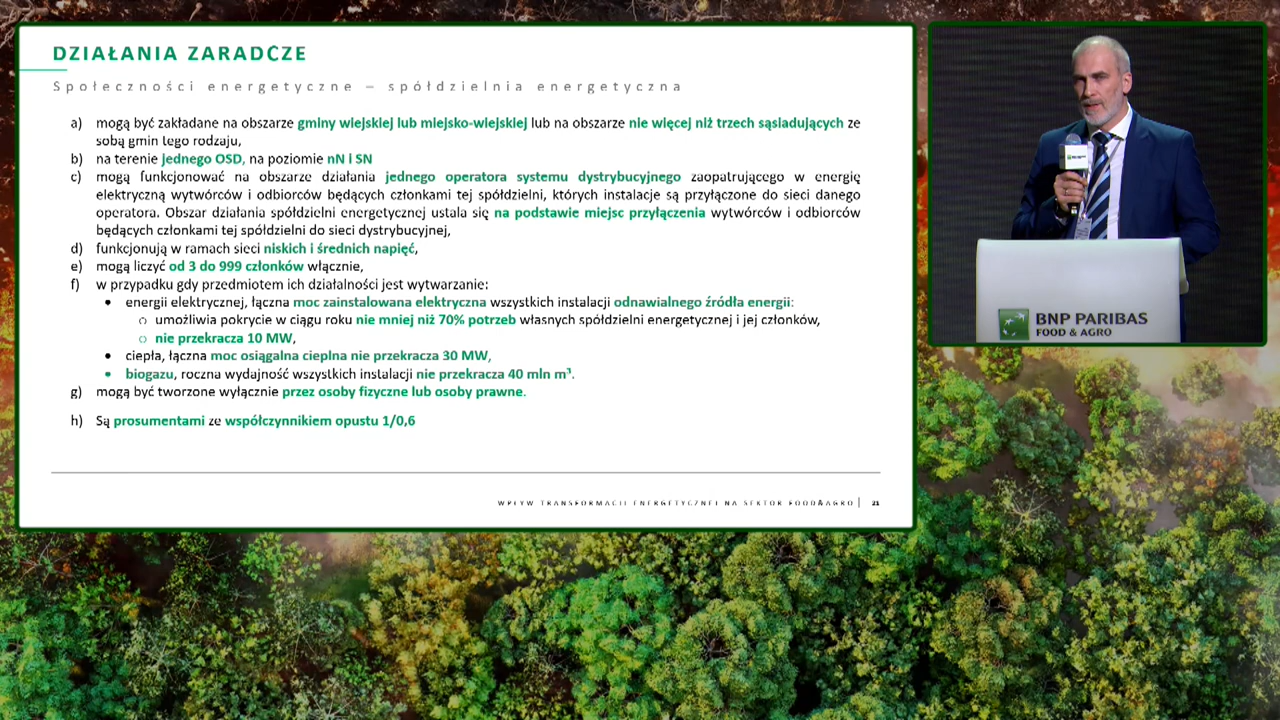 DZIAŁANIA ZARADCZE
Społeczności energetyczne – spółdzielnia energetyczna
a) mogą być zakładane na obszarze gminy wiejskiej lub miejsko-wiejskiej lub na obszarze nie więcej niż trzech sąsiadujących ze
sobą gmin tego rodzaju,
b) na terenie jednego OSD, na poziomie nN i SN
c) mogą funkcjonować na obszarze działania jednego operatora systemu dystrybucyjnego zaopatrującego w energię
elektryczną wytwórców i odbiorców będących członkami tej spółdzielni, których instalacje są przyłączone do sieci danego
operatora. Obszar działania spółdzielni energetycznej ustala się na podstawie miejsc przyłączenia wytwórców i odbiorców
będących członkami tej spółdzielni do sieci dystrybucyjnej,
d) funkcjonują w ramach sieci niskich i średnich napięć,
e) mogą liczyć od 3 do 999 członków włącznie,
f) w przypadku gdy przedmiotem ich działalności jest wytwarzanie:
• energii elektrycznej, łączna moc zainstalowana elektryczna wszystkich instalacji odnawialnego źródła energii:
○ umożliwia pokrycie w ciągu roku nie mniej niż 70% potrzeb własnych spółdzielni energetycznej i jej członków,
○ nie przekracza 10 MW,
• ciepła, łączna moc osiągalna cieplna nie przekracza 30 MW,
• biogazu, roczna wydajność wszystkich instalacji nie przekracza 40 mln m³.
g) mogą być tworzone wyłącznie przez osoby fizyczne lub osoby prawne.
h) Są prosumentami ze współczynnikiem opustu 1/0,6
WPŁYW TRANSFORMACJI ENERGETYCZNEJ NA SEKTOR FOOD&AGRO | 21
BNP PARIBAS
FOOD & AGRO